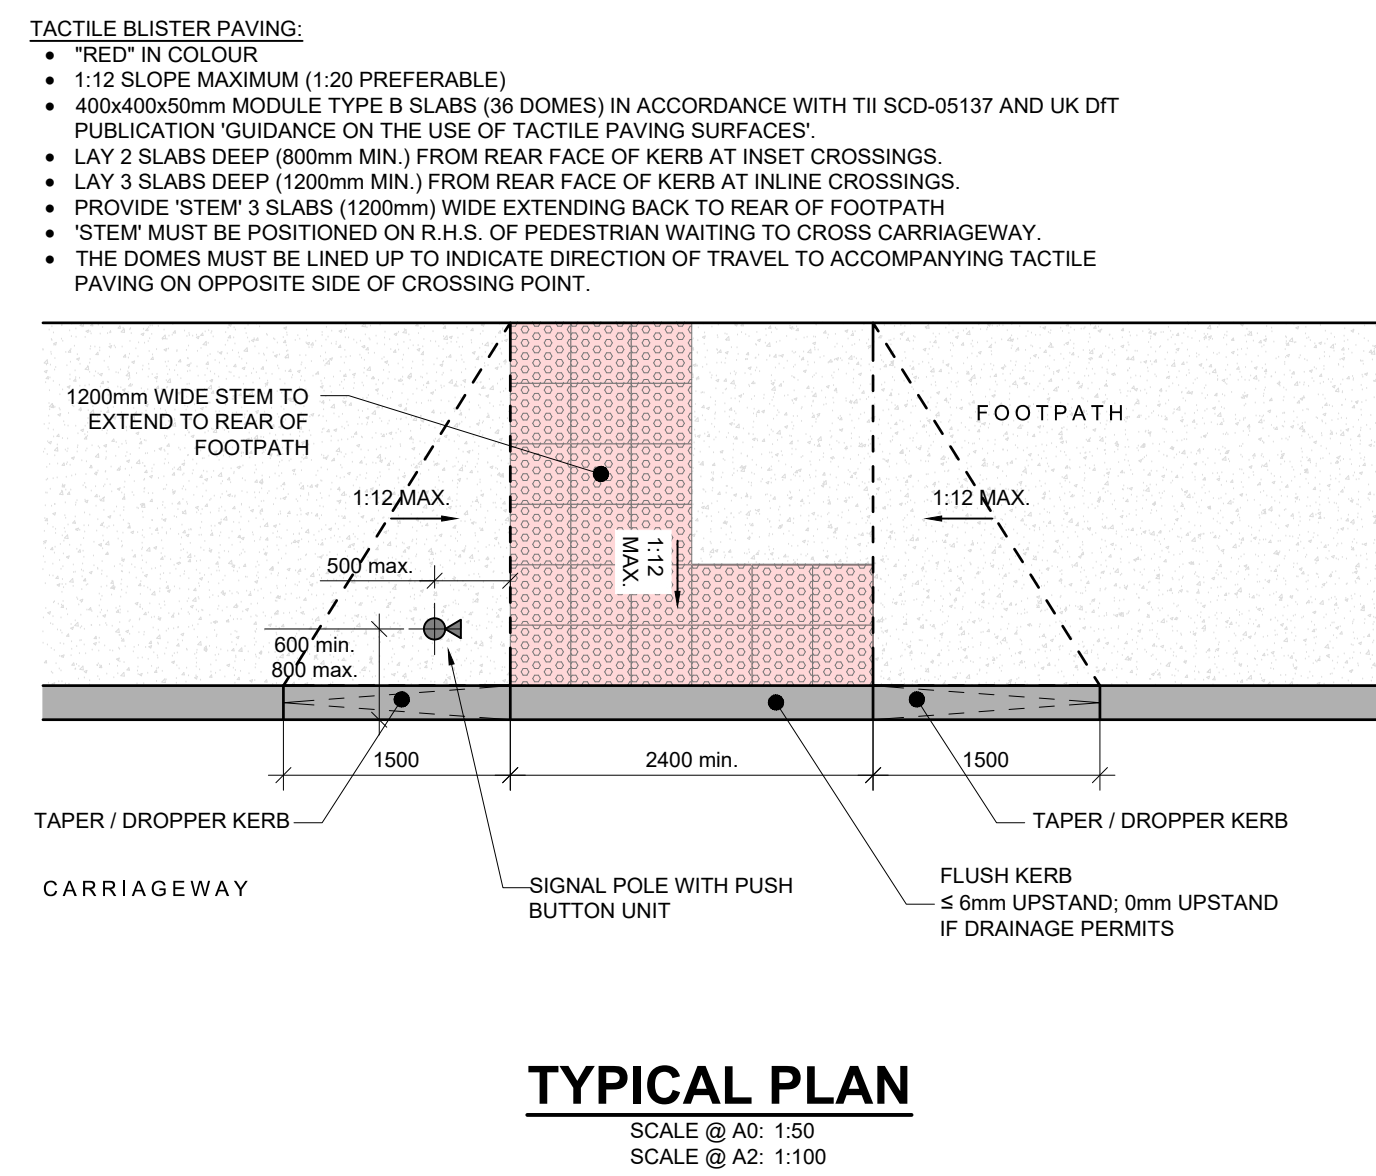 TACTILE BLISTER PAVING:
• "RED" IN COLOUR
• 1:12 SLOPE MAXIMUM (1:20 PREFERABLE)
• 400x400x50mm MODULE TYPE B SLABS (36 DOMES) IN ACCORDANCE WITH TII SCD-05137 AND UK DfT
PUBLICATION 'GUIDANCE ON THE USE OF TACTILE PAVING SURFACES'.
• LAY 2 SLABS DEEP (800mm MIN.) FROM REAR FACE OF KERB AT INSET CROSSINGS.
• LAY 3 SLABS DEEP (1200mm MIN.) FROM REAR FACE OF KERB AT INLINE CROSSINGS.
• PROVIDE 'STEM' 3 SLABS (1200mm) WIDE EXTENDING BACK TO REAR OF FOOTPATH
• 'STEM' MUST BE POSITIONED ON R.H.S. OF PEDESTRIAN WAITING TO CROSS CARRIAGEWAY.
• THE DOMES MUST BE LINED UP TO INDICATE DIRECTION OF TRAVEL TO ACCOMPANYING TACTILE
PAVING ON OPPOSITE SIDE OF CROSSING POINT.
1200mm WIDE STEM TO
EXTEND TO REAR OF
FOOTPATH
FOOTPATH
1:12 MAX.
1:12 MAX.
1:12
MAX.
500 max.
600 min.
800 max.
1500
2400 min.
1500
TAPER / DROPPER KERB
TAPER / DROPPER KERB
CARRIAGEWAY
SIGNAL POLE WITH PUSH
BUTTON UNIT
FLUSH KERB
≤ 6mm UPSTAND; 0mm UPSTAND
IF DRAINAGE PERMITS
TYPICAL PLAN
SCALE @ A0: 1:50
SCALE @ A2: 1:100